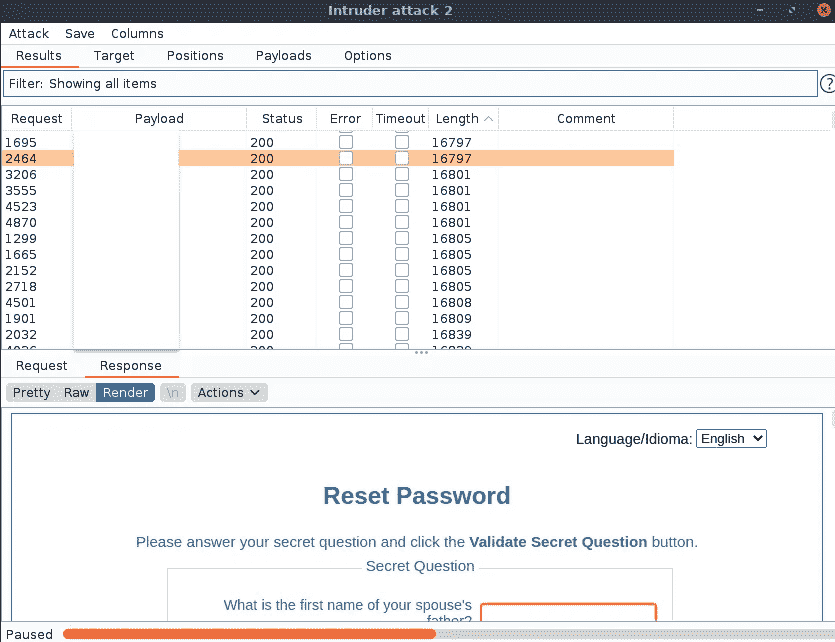 Intruder attack 2
Attack Save Columns
Results Target Positions Payloads Options
Filter: Showing all items
?
Request Payload Status Error Timeout Length Comment
1695 200 16797
2464 200 16797
3206 200 16801
3555 200 16801
4523 200 16801
4870 200 16801
1299 200 16805
1665 200 16805
2152 200 16805
2718 200 16805
4501 200 16808
1901 200 16809
2032 200 16839
Request Response
Pretty Raw Render \n Actions
Language/Idioma: English
Reset Password
Please answer your secret question and click the Validate Secret Question button.
Secret Question
What is the first name of your spouse's
father?
Paused